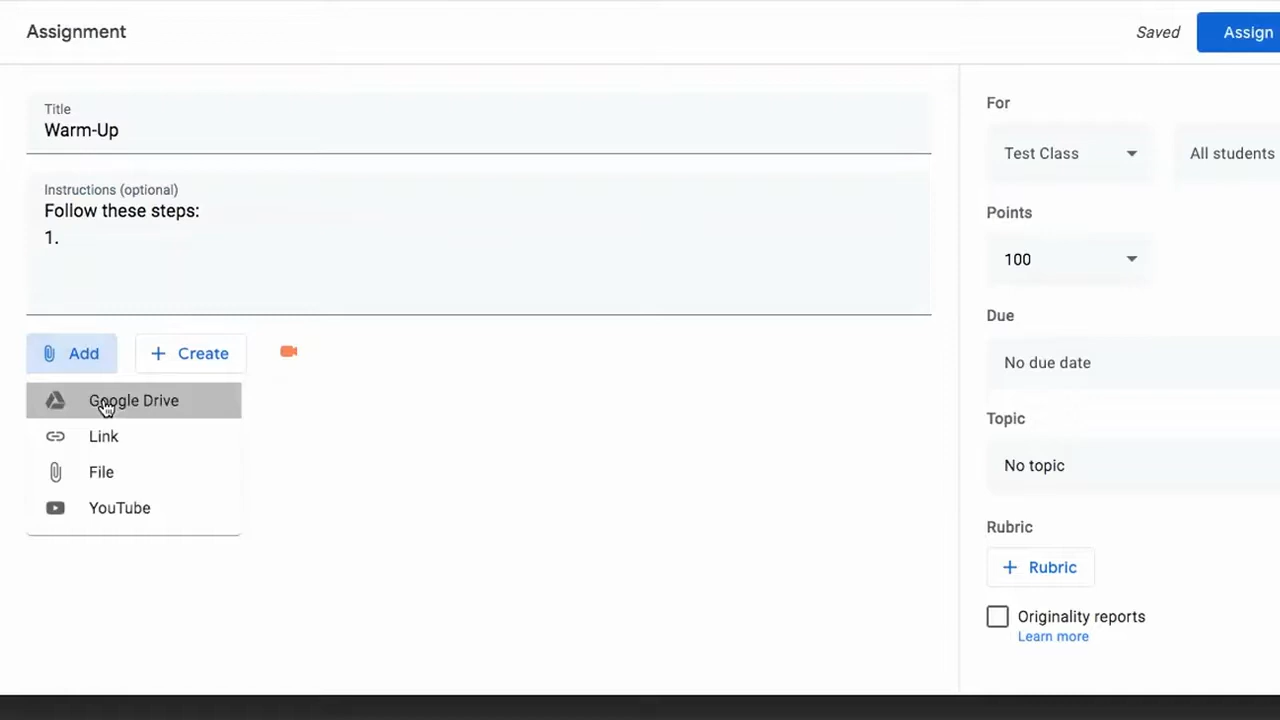 Assignment
Saved
Assign
Title
Warm-Up
Instructions (optional)
Follow these steps:
1.
Add
Create
Google Drive
Link
File
YouTube
For
Test Class
All students
Points
100
Due
No due date
Topic
No topic
Rubric
Rubric
Originality reports
Learn more